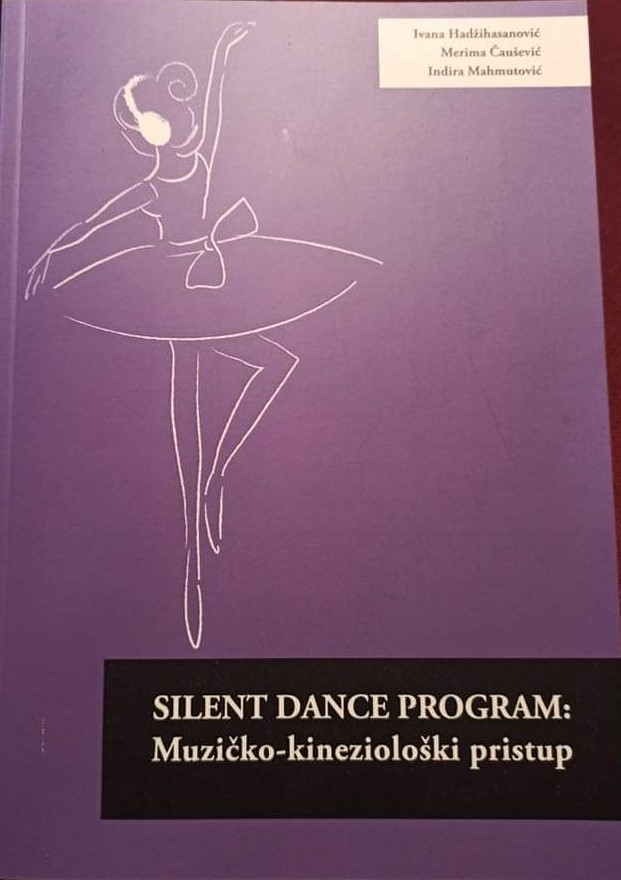 Ivana Hadžihasanović
Merima Čaušević
Indira Mahmutović
SILENT DANCE PROGRAM:
Muzičko-kineziološki pristup